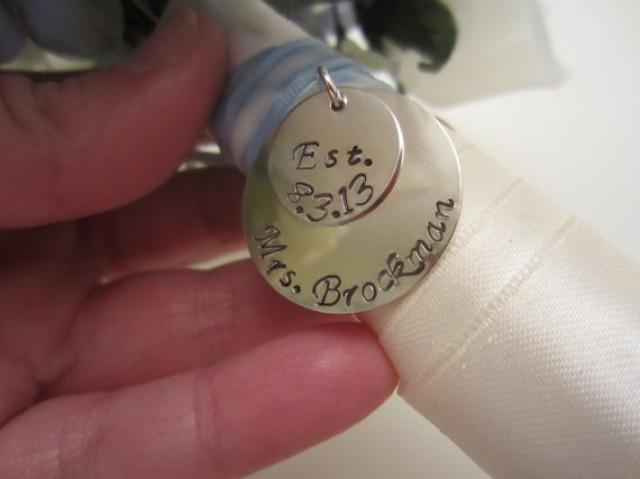 Est.
8.3.13
Mrs. Brockman